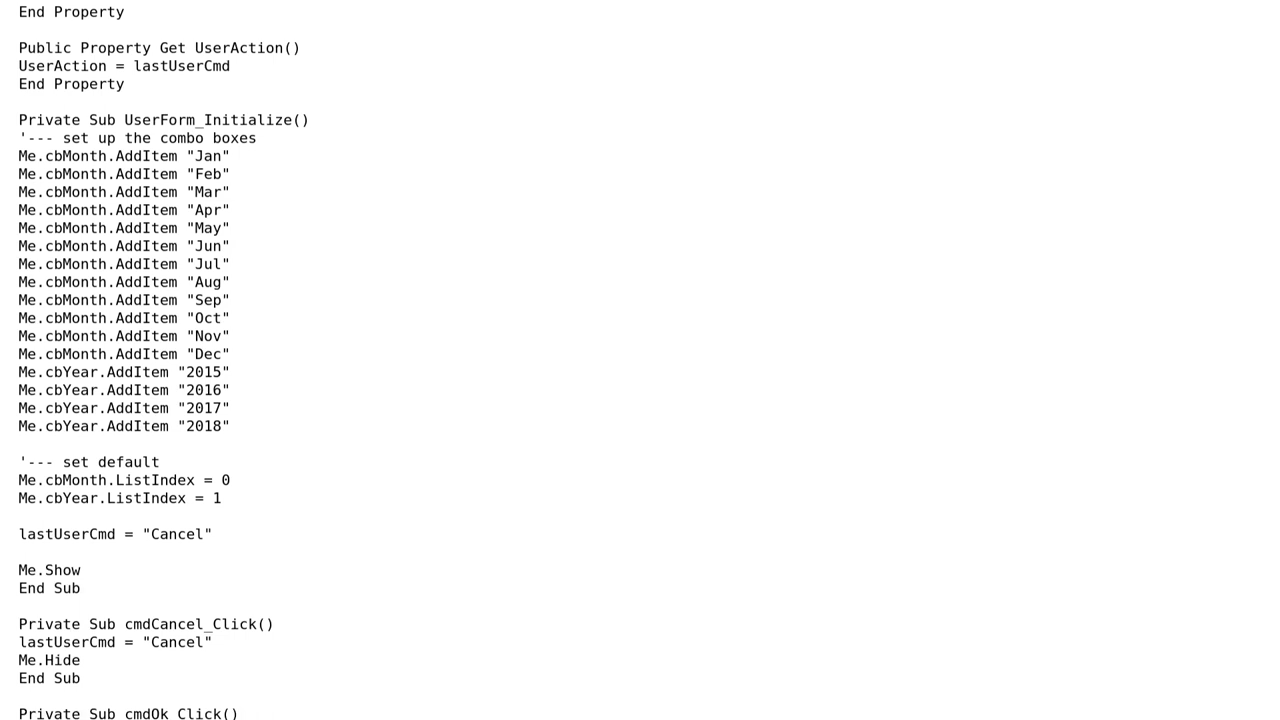 End Property

Public Property Get UserAction()
UserAction = lastUserCmd
End Property

Private Sub UserForm_Initialize()
'--- set up the combo boxes
Me.cbMonth.AddItem "Jan"
Me.cbMonth.AddItem "Feb"
Me.cbMonth.AddItem "Mar"
Me.cbMonth.AddItem "Apr"
Me.cbMonth.AddItem "May"
Me.cbMonth.AddItem "Jun"
Me.cbMonth.AddItem "Jul"
Me.cbMonth.AddItem "Aug"
Me.cbMonth.AddItem "Sep"
Me.cbMonth.AddItem "Oct"
Me.cbMonth.AddItem "Nov"
Me.cbMonth.AddItem "Dec"
Me.cbYear.AddItem "2015"
Me.cbYear.AddItem "2016"
Me.cbYear.AddItem "2017"
Me.cbYear.AddItem "2018"

'--- set default
Me.cbMonth.ListIndex = 0
Me.cbYear.ListIndex = 1

lastUserCmd = "Cancel"

Me.Show
End Sub

Private Sub cmdCancel_Click()
lastUserCmd = "Cancel"
Me.Hide
End Sub

Private Sub cmdOk_Click()